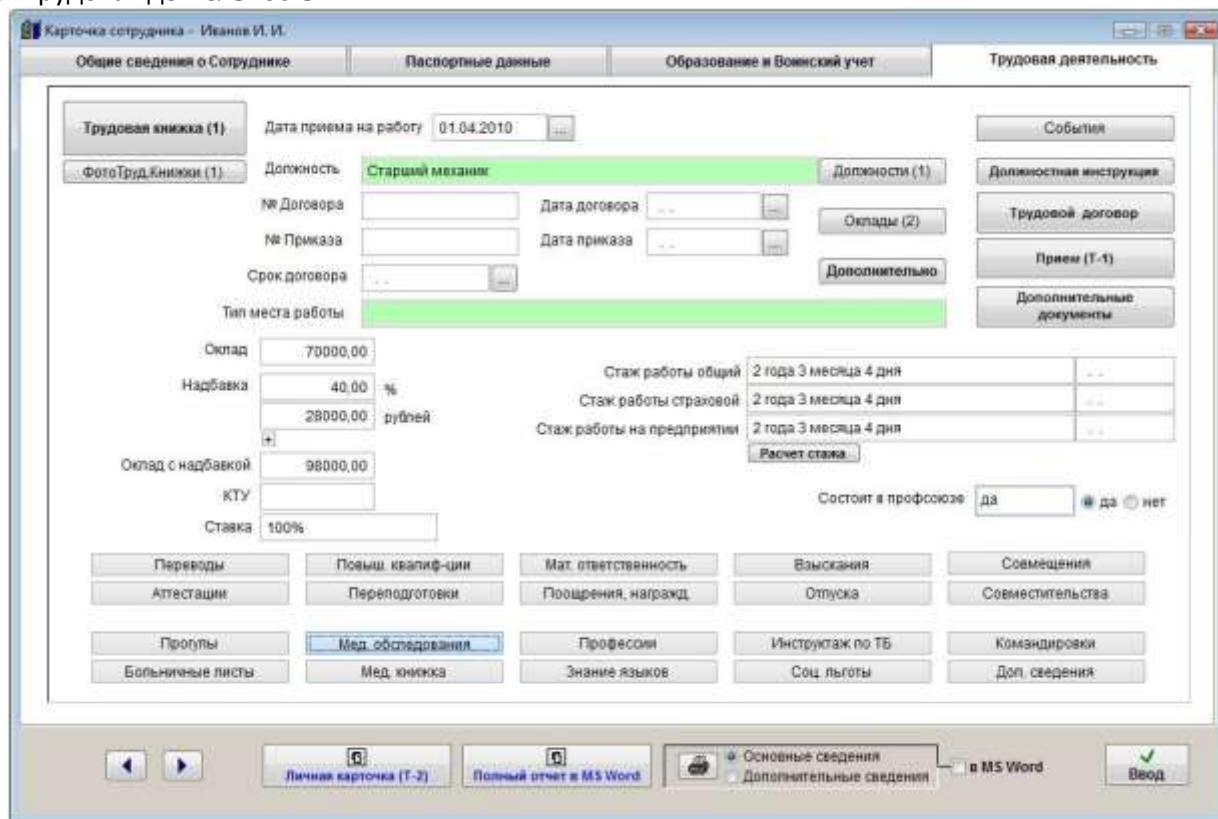 Карточка сотрудника - Иванов И. И.
Общие сведения о Сотруднике Паспортные данные Образование и Воинский учет Трудовая деятельность
Трудовая книжка (1) Дата приема на работу 01.04.2010 ... События
ФотоТруд.Книжки (1) Должность Старший механик Должности (1) Должностная инструкция
№ Договора Дата договора . . ... Оклады (2) Трудовой договор
№ Приказа Дата приказа . . ...
Срок договора . . ... Дополнительно Прием (Т-1)
Тип места работы Дополнительные
документы
Оклад 70000,00
Стаж работы общий 2 года 3 месяца 4 дня . .
Надбавка 40,00 %
Стаж работы страховой 2 года 3 месяца 4 дня . .
28000,00 рублей
Стаж работы на предприятии 2 года 3 месяца 4 дня . .
+
Расчет стажа
Оклад с надбавкой 98000,00
КТУ
Состоит в профсоюзе да да нет
Ставка 100%
Переводы Повыш. квалиф-ции Мат. ответственность Взыскания Совмещения
Аттестации Переподготовки Поощрения, награжд. Отпуска Совместительства
Прогулы Мед. обследования Профессии Инструктаж по ТБ Командировки
Больничные листы Мед. книжка Знание языков Соц. льготы Доп. сведения
Личная карточка (Т-2) Полный отчет в MS Word Основные сведения
Дополнительные сведения в MS Word Ввод